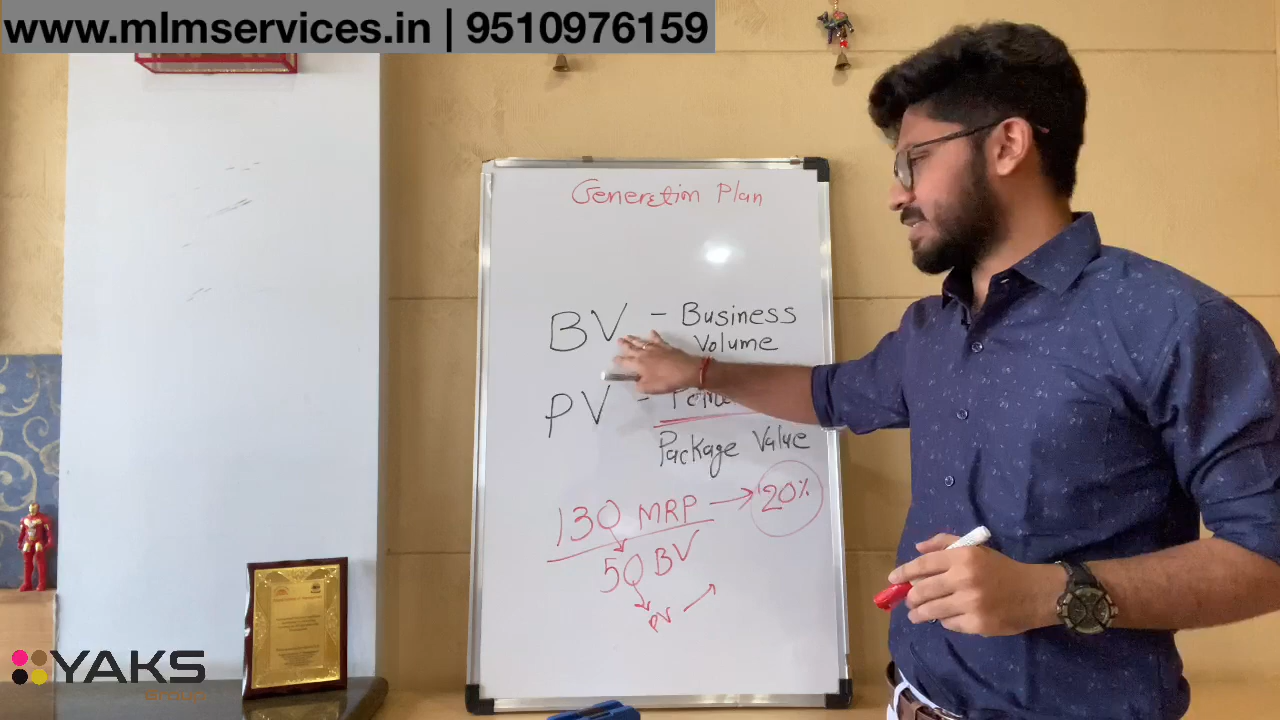 www.mlmservices.in | 9510976159
Generetion Plan
BV - Business
Volume
PV -
Package Value
130 MRP → 20%
50 BV
PV
YAKS